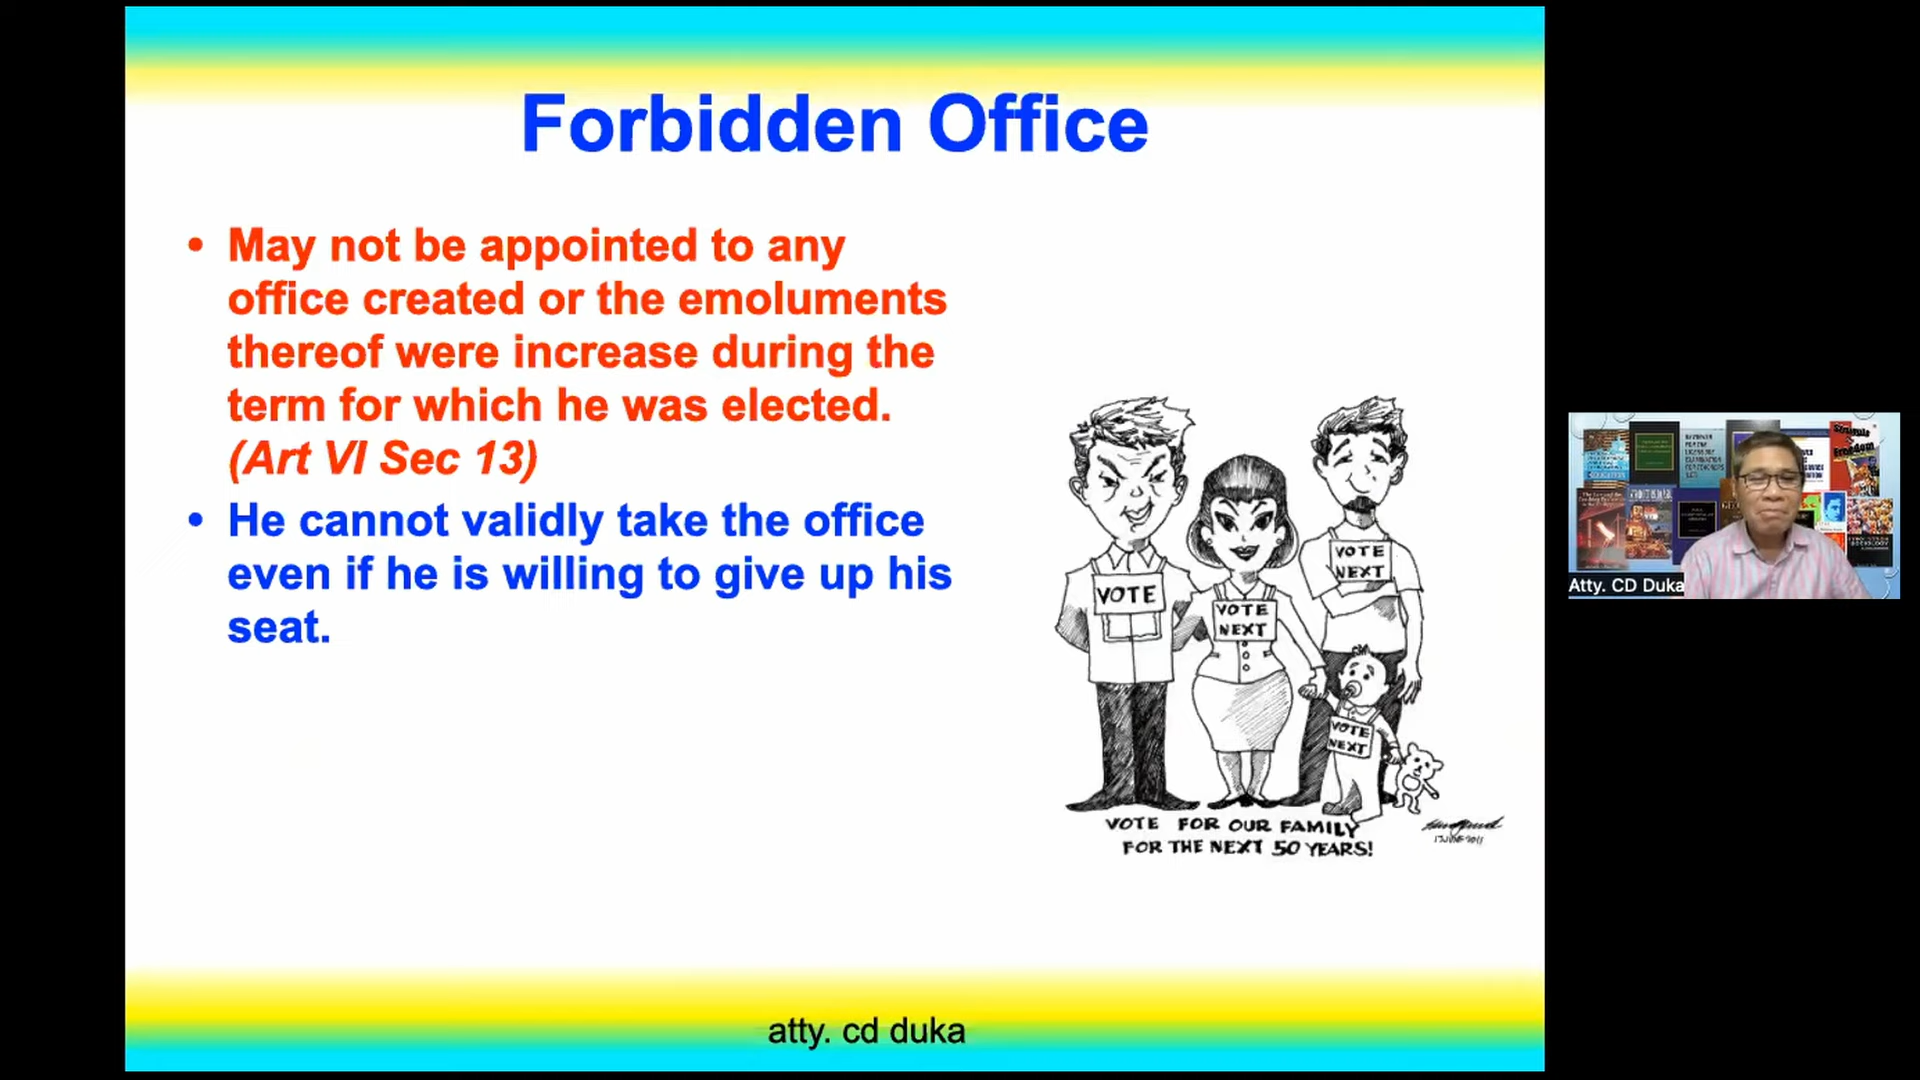 Forbidden Office
• May not be appointed to any
office created or the emoluments
thereof were increase during the
term for which he was elected.
(Art VI Sec 13)
• He cannot validly take the office
even if he is willing to give up his
seat.
VOTE
VOTE
NEXT
VOTE
NEXT
VOTE
NEXT
VOTE FOR OUR FAMILY
FOR THE NEXT 50 YEARS!
atty. cd duka
Atty. CD Duka